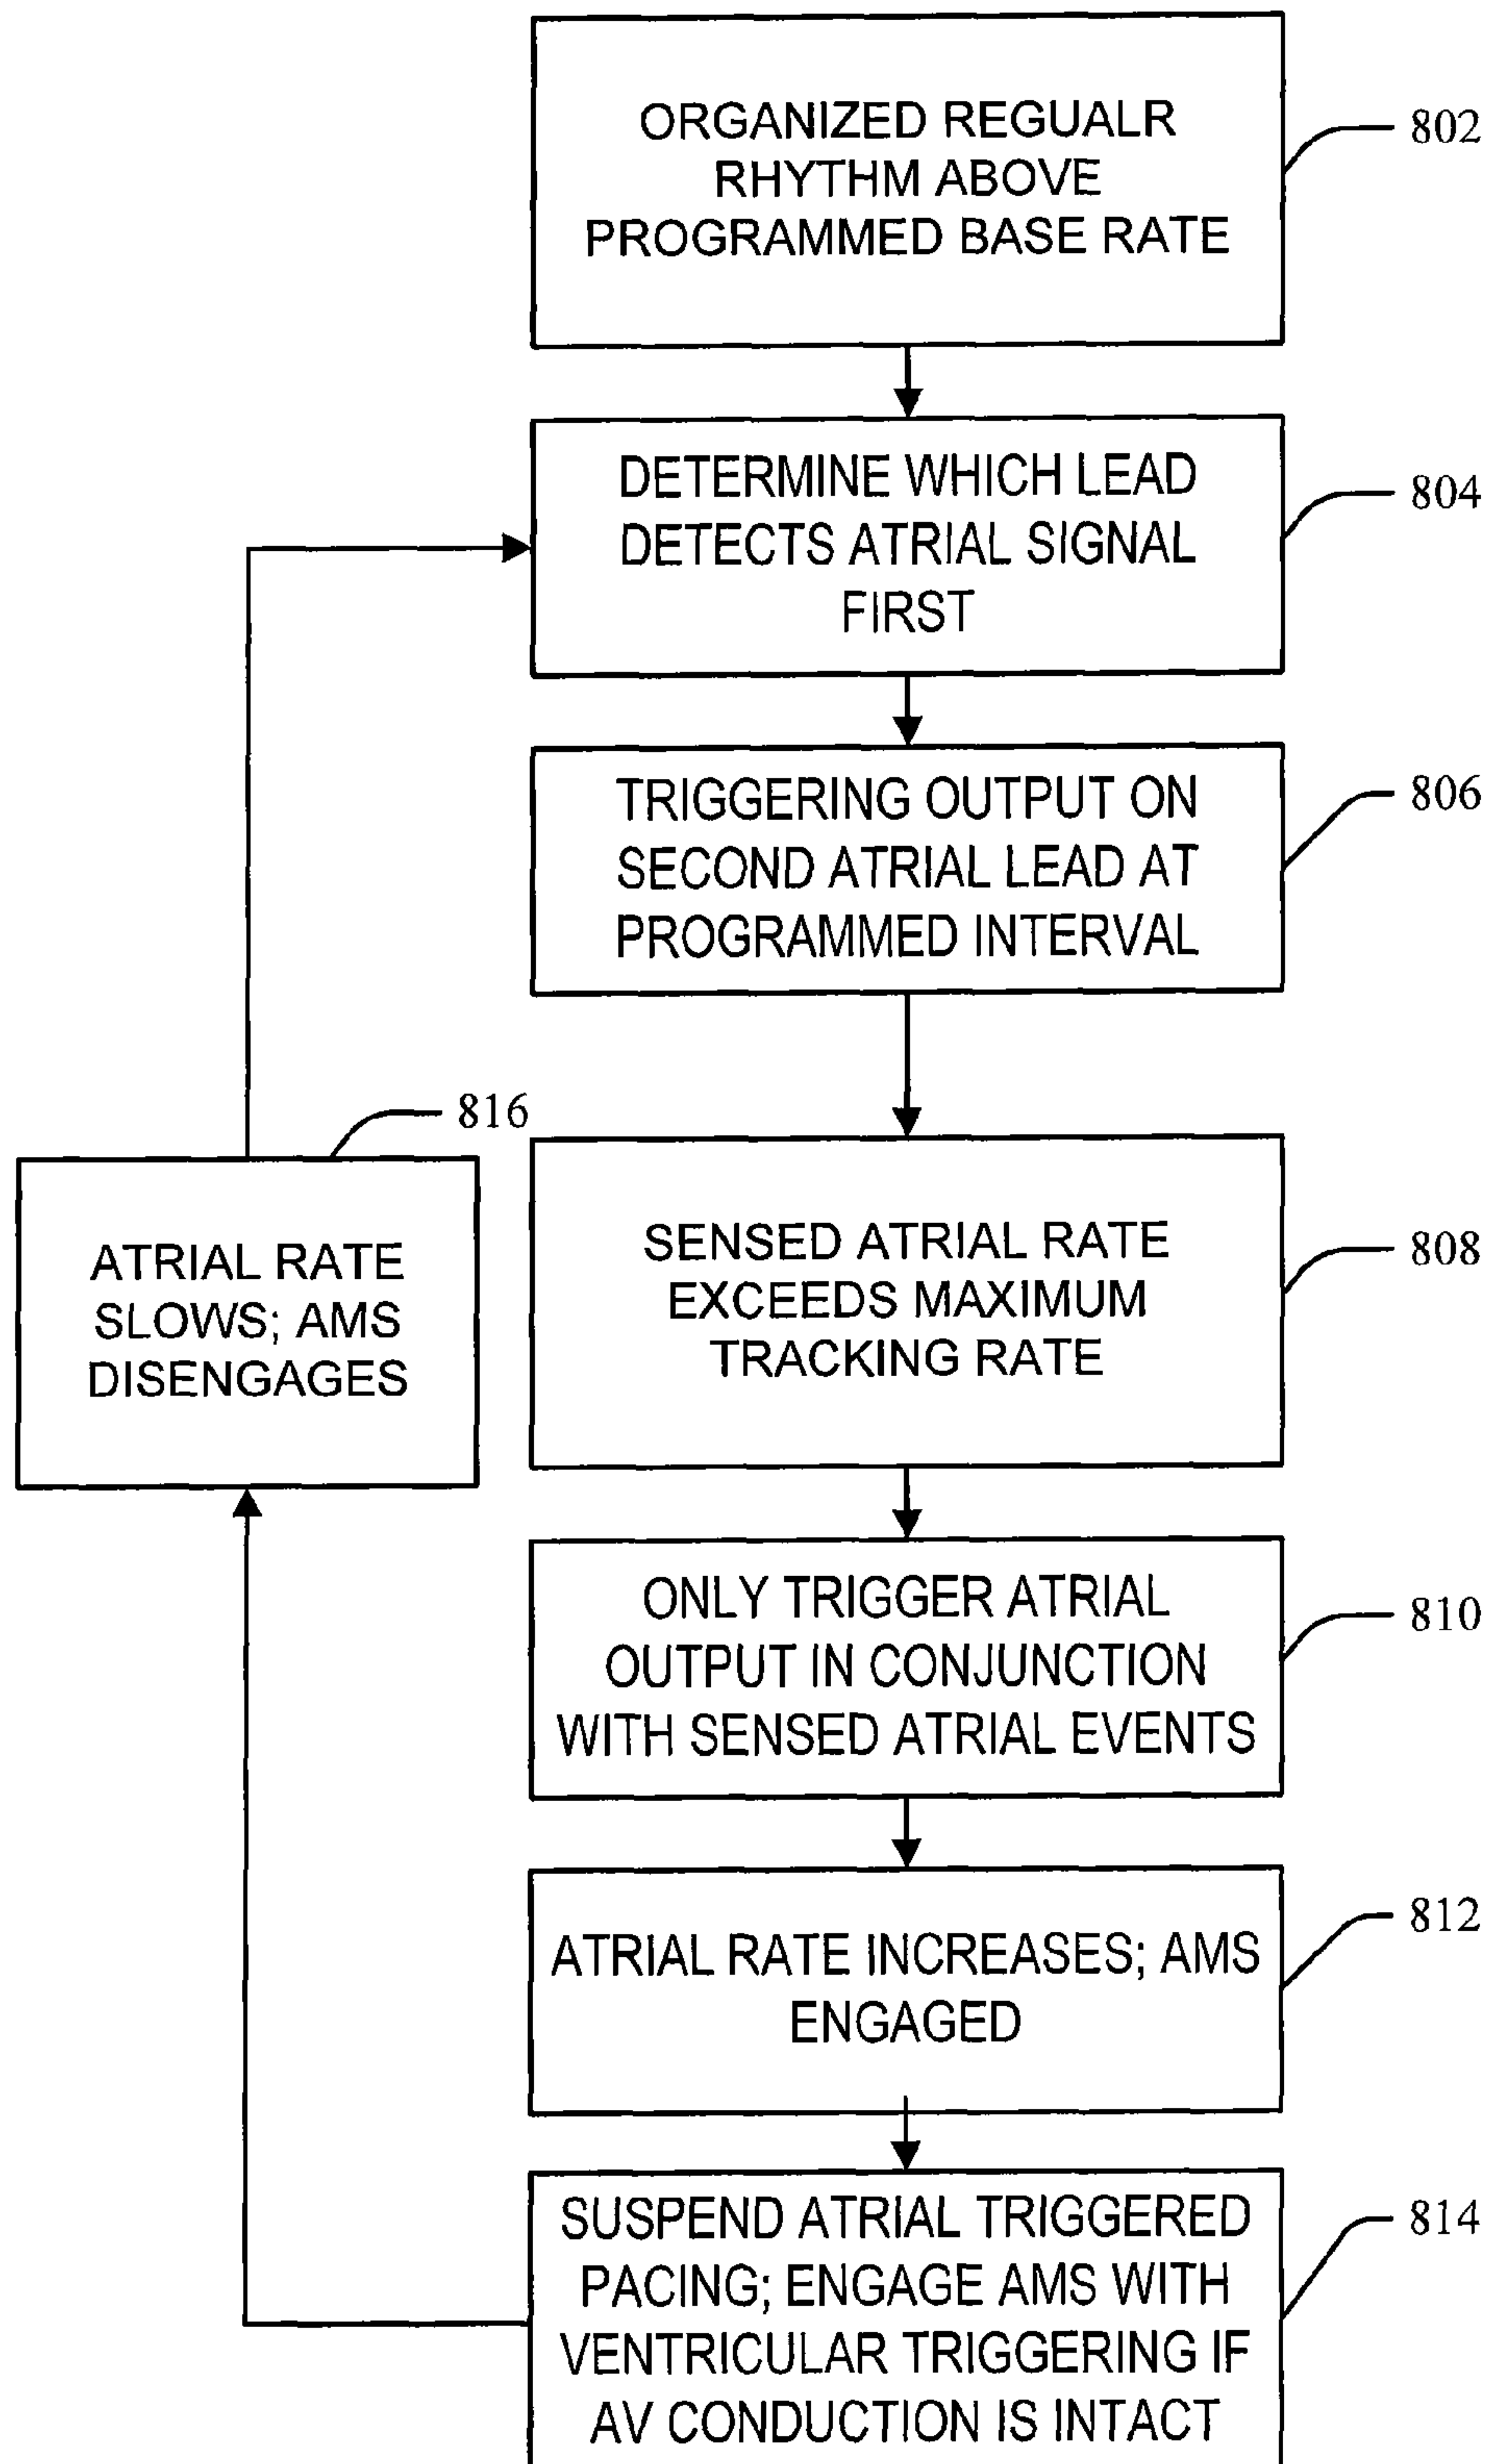 ORGANIZED REGUALR
RHYTHM ABOVE
PROGRAMMED BASE RATE
802
DETERMINE WHICH LEAD
DETECTS ATRIAL SIGNAL
FIRST
804
TRIGGERING OUTPUT ON
SECOND ATRIAL LEAD AT
PROGRAMMED INTERVAL
806
SENSED ATRIAL RATE
EXCEEDS MAXIMUM
TRACKING RATE
808
ONLY TRIGGER ATRIAL
OUTPUT IN CONJUNCTION
WITH SENSED ATRIAL EVENTS
810
ATRIAL RATE INCREASES; AMS
ENGAGED
812
SUSPEND ATRIAL TRIGGERED
PACING; ENGAGE AMS WITH
VENTRICULAR TRIGGERING IF
AV CONDUCTION IS INTACT
814
816
ATRIAL RATE
SLOWS; AMS
DISENGAGES